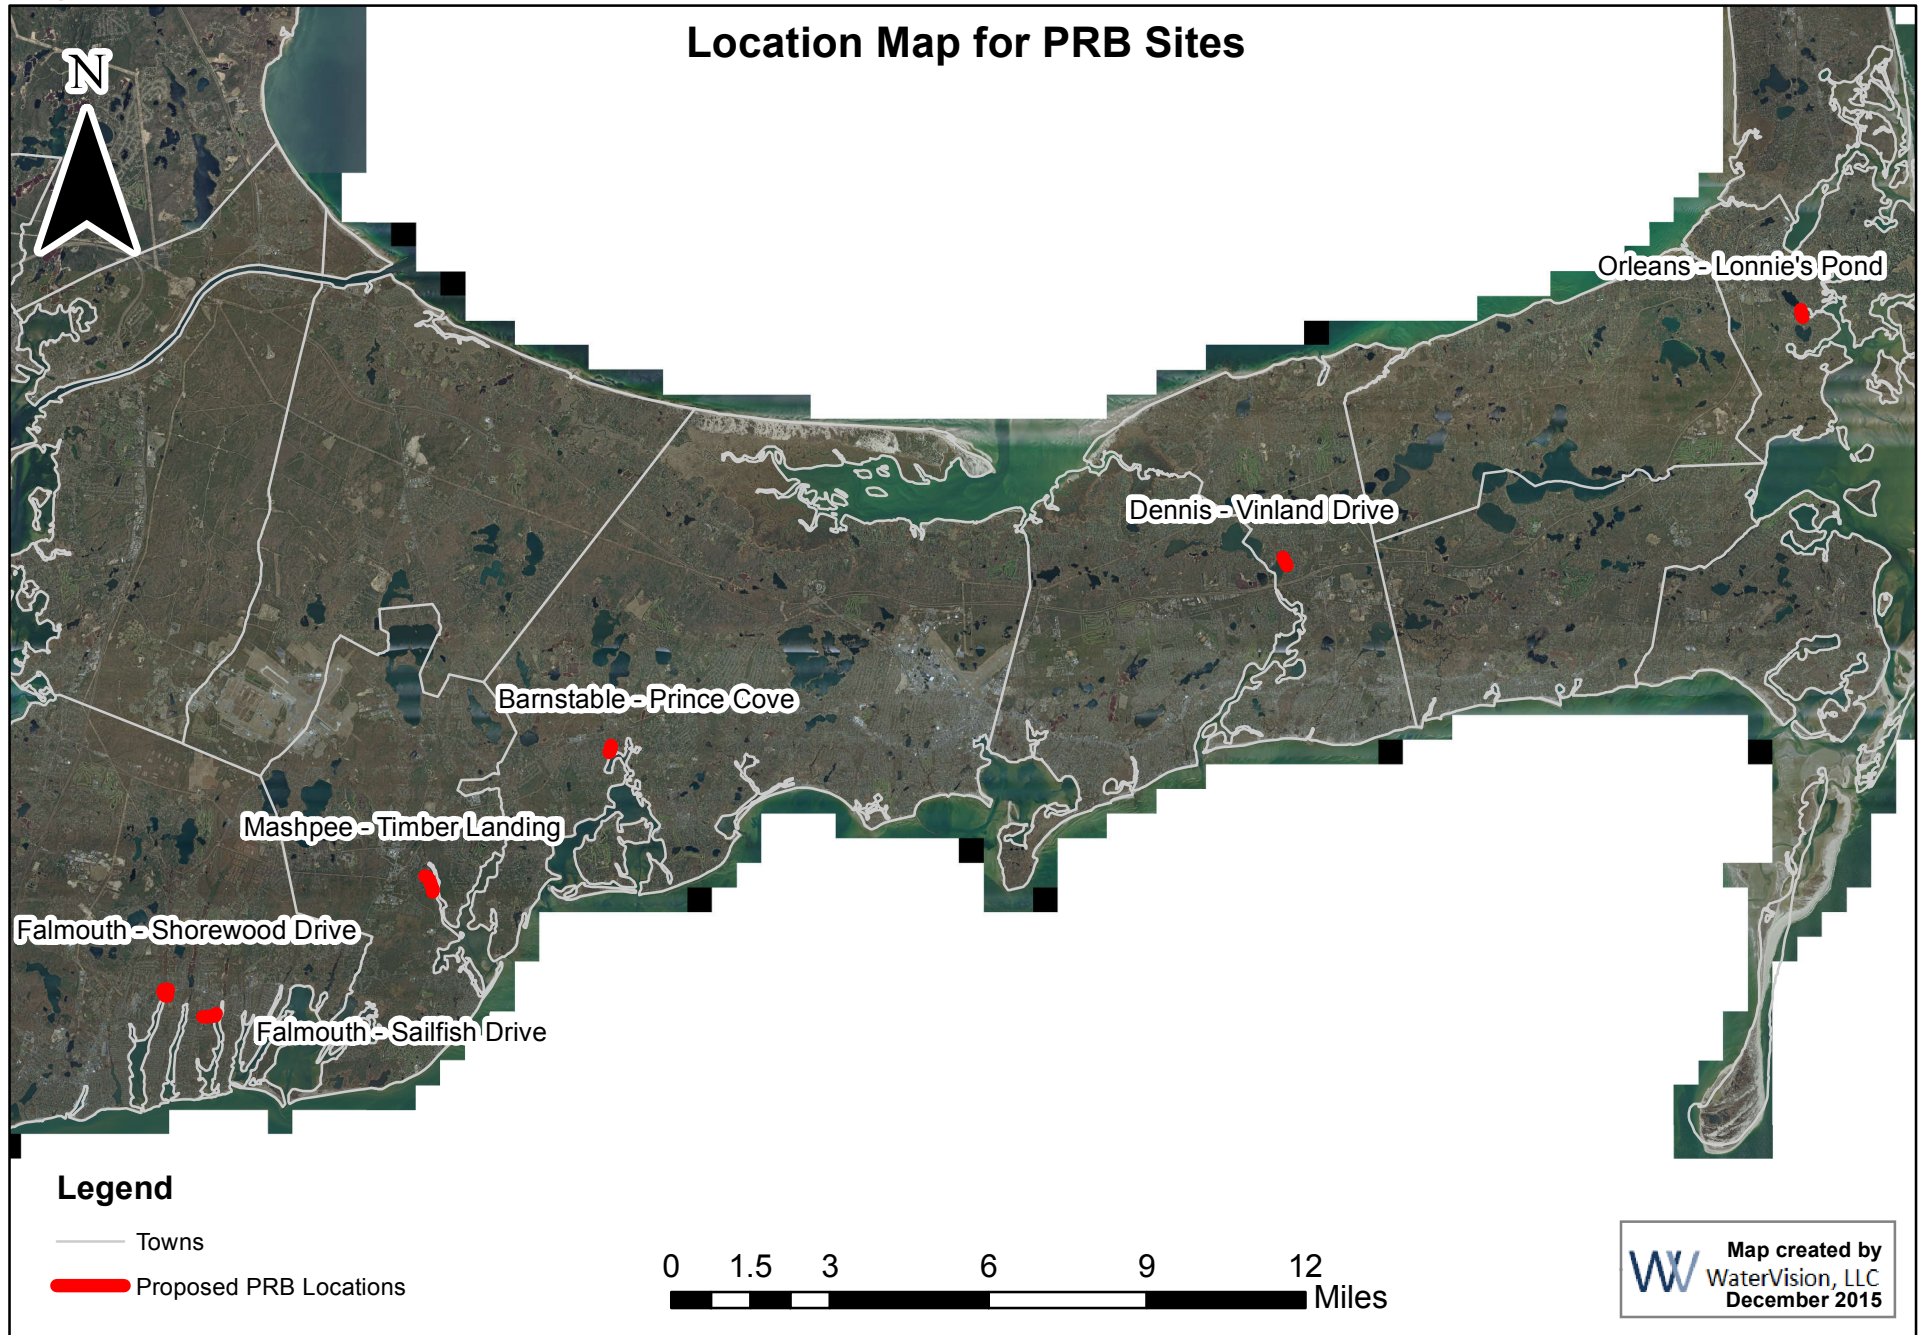 Location Map for PRB Sites
N
Orleans - Lonnie's Pond
Dennis - Vinland Drive
Barnstable - Prince Cove
Mashpee - Timber Landing
Falmouth - Shorewood Drive
Falmouth - Sailfish Drive
Legend
Towns
Proposed PRB Locations
0 1.5 3 6 9 12
Miles
WV
Map created by
WaterVision, LLC
December 2015